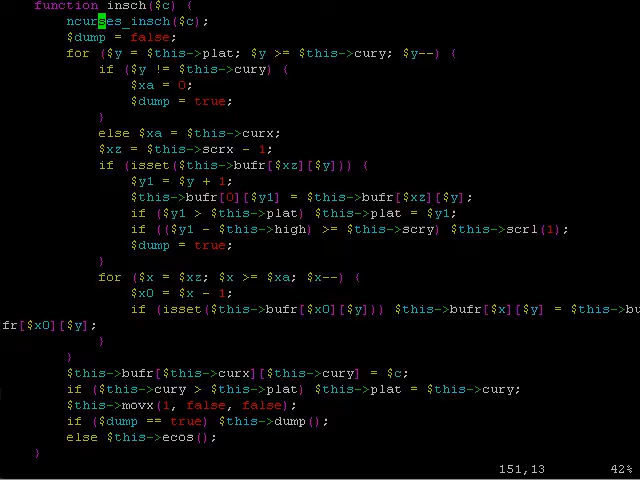 function insch($c) {
ncurses_insch($c);
$dump = false;
for ($y = $this->plat; $y >= $this->cury; $y--) {
if ($y != $this->cury) {
$xa = 0;
$dump = true;
}
else $xa = $this->curx;
$xz = $this->scrx - 1;
if (isset($this->bufr[$xz][$y])) {
$y1 = $y + 1;
$this->bufr[0][$y1] = $this->bufr[$xz][$y];
if ($y1 > $this->plat) $this->plat = $y1;
if (($y1 - $this->high) >= $this->scry) $this->scrl(1);
$dump = true;
}
for ($x = $xz; $x >= $xa; $x--) {
$x0 = $x - 1;
if (isset($this->bufr[$x0][$y])) $this->bufr[$x][$y] = $this->bu
fr[$x0][$y];
}
}
$this->bufr[$this->curx][$this->cury] = $c;
if ($this->cury > $this->plat) $this->plat = $this->cury;
$this->movx(1, false, false);
if ($dump == true) $this->dump();
else $this->ecos();
}
151,13 42%